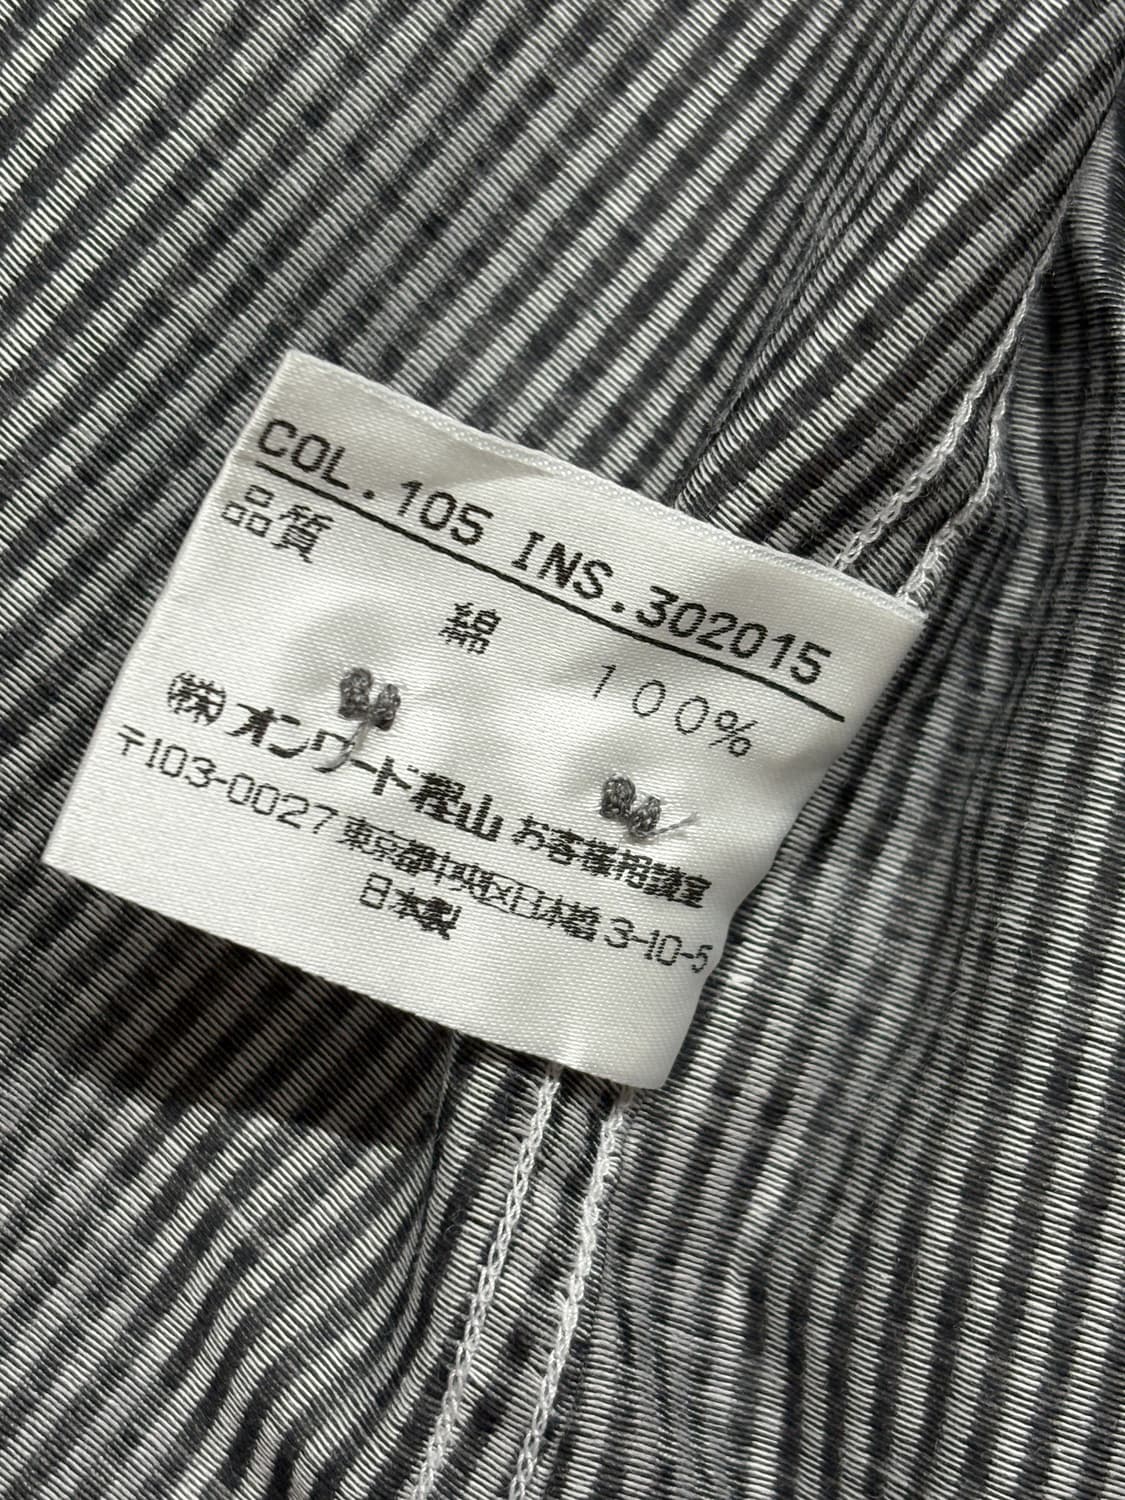 COL.105 INS.302015
品質
綿 100%
㈱オンワード樫山 お客様相談室
〒103-0027 東京都中央区日本橋 3-10-5
日本製